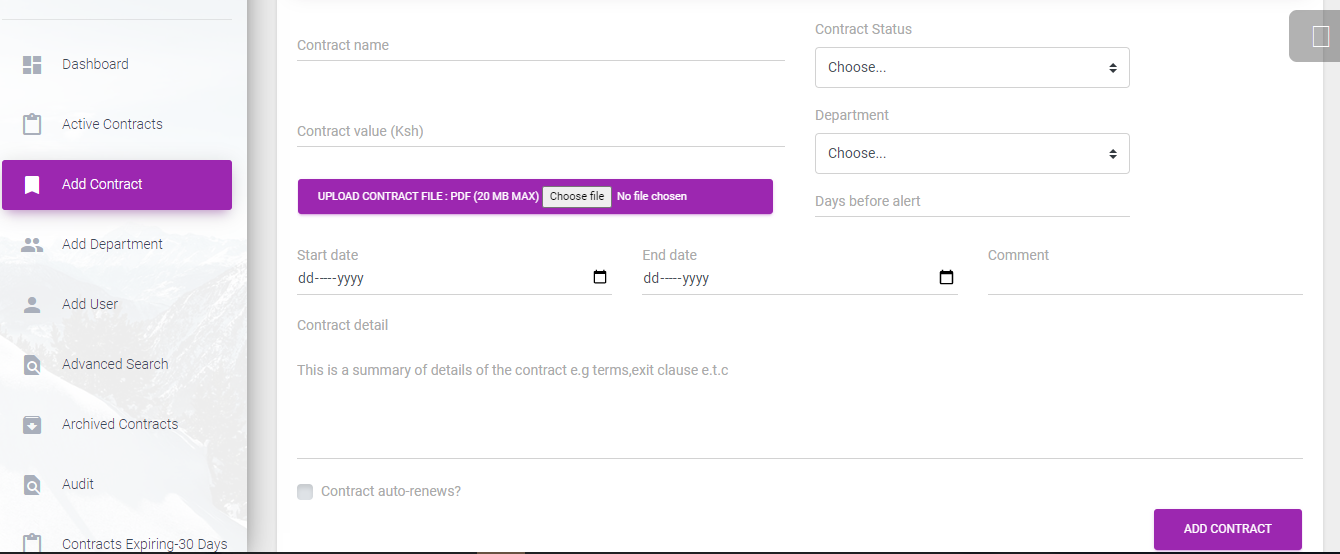 Dashboard
Active Contracts
Add Contract
Add Department
Add User
Advanced Search
Archived Contracts
Audit
Contracts Expiring-30 Days
Contract name
Contract Status
Choose...
Contract value (Ksh)
Department
Choose...
UPLOAD CONTRACT FILE : PDF (20 MB MAX) Choose file No file chosen
Days before alert
Start date
dd-----yyyy
End date
dd-----yyyy
Comment
Contract detail
This is a summary of details of the contract e.g terms,exit clause e.t.c
Contract auto-renews?
ADD CONTRACT